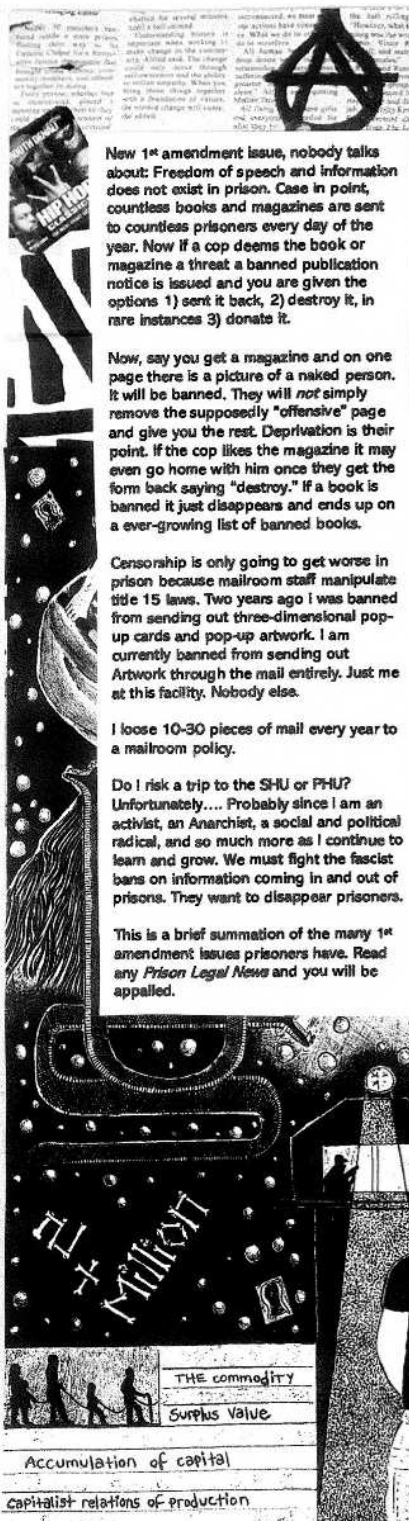 New 1st amendment issue, nobody talks
about: Freedom of speech and information
does not exist in prison. Case in point,
countless books and magazines are sent
to countless prisoners every day of the
year. Now if a cop deems the book or
magazine a threat a banned publication
notice is issued and you are given the
options 1) sent it back, 2) destroy it, in
rare instances 3) donate it.
Now, say you get a magazine and on one
page there is a picture of a naked person.
It will be banned. They will not simply
remove the supposedly "offensive" page
and give you the rest. Deprivation is their
point. If the cop likes the magazine it may
even go home with him once they get the
form back saying "destroy." If a book is
banned it just disappears and ends up on
a ever-growing list of banned books.
Censorship is only going to get worse in
prison because mailroom staff manipulate
title 15 laws. Two years ago i was banned
from sending out three-dimensional pop-
up cards and pop-up artwork. I am
currently banned from sending out
Artwork through the mail entirely. Just me
at this facility. Nobody else.
I loose 10-30 pieces of mail every year to
a mailroom policy.
Do I risk a trip to the SHU or PHU?
Unfortunately.... Probably since I am an
activist, an Anarchist, a social and political
radical, and so much more as I continue to
learn and grow. We must fight the fascist
bans on information coming in and out of
prisons. They want to disappear prisoners.
This is a brief summation of the many 1st
amendment issues prisoners have. Read
any Prison Legal News and you will be
appalled.
HIP HOP
Million
THE commodity
Surplus Value
Accumulation of capital
capitalist relations of production